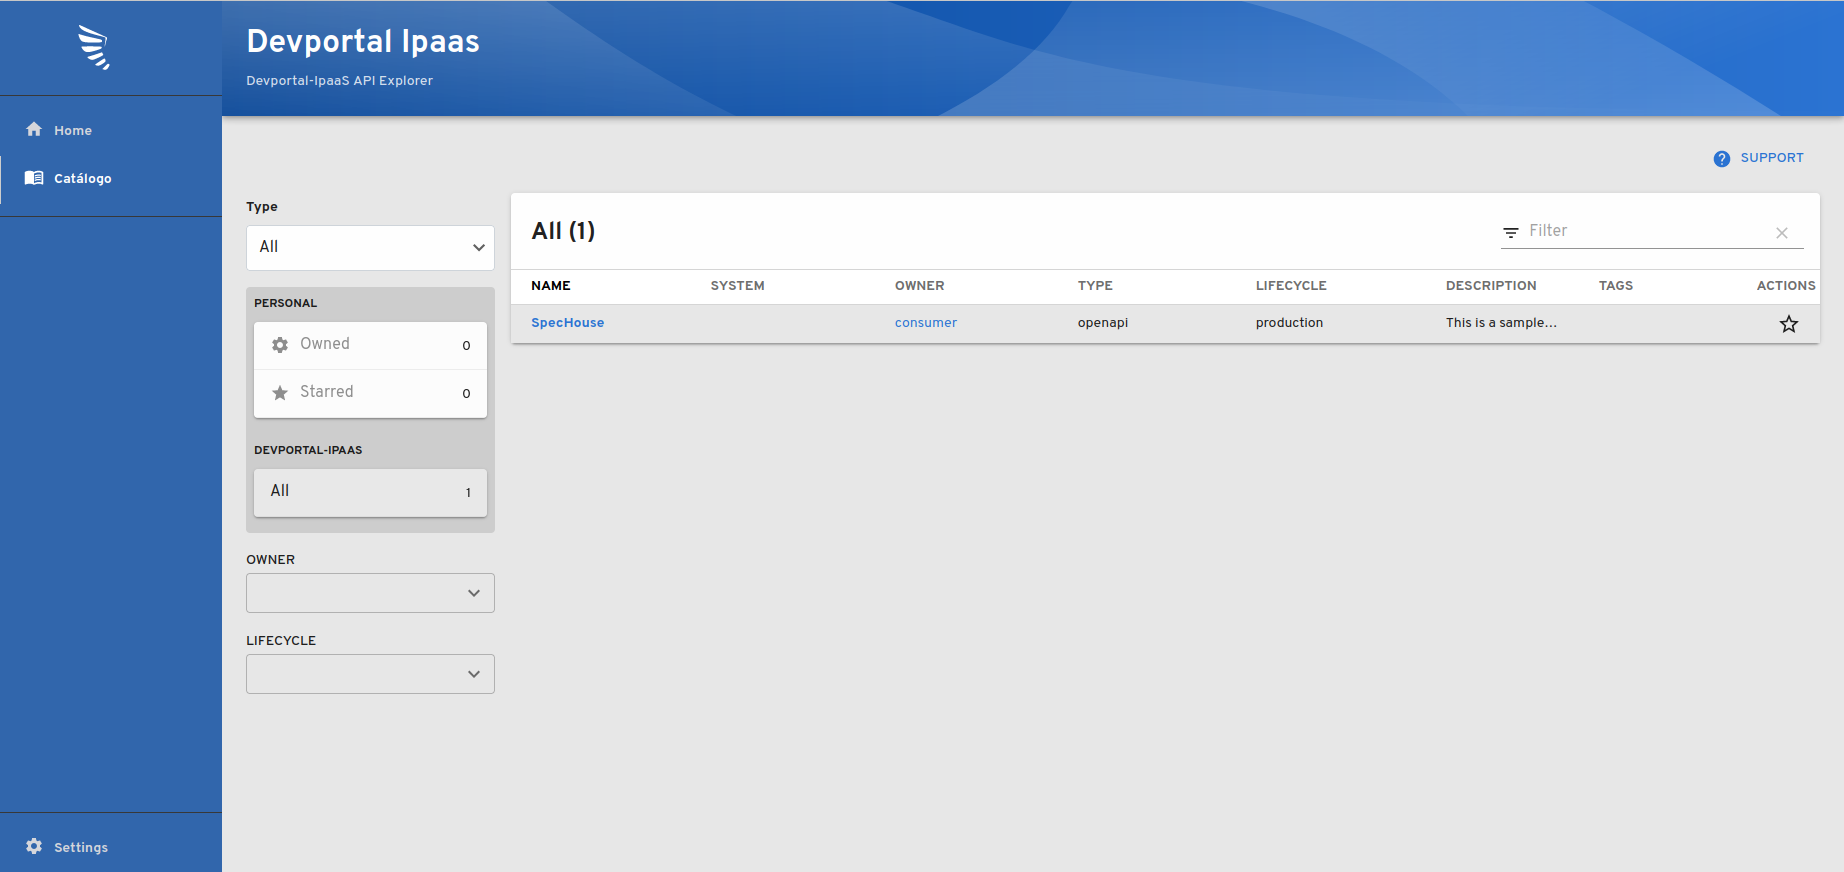 Devportal Ipaas
Devportal-IpaaS API Explorer
Home
Catálogo
Settings
SUPPORT
Type
All
PERSONAL
Owned 0
Starred 0
DEVPORTAL-IPAAS
All 1
OWNER
LIFECYCLE
All (1)
Filter
NAME SYSTEM OWNER TYPE LIFECYCLE DESCRIPTION TAGS ACTIONS
SpecHouse consumer openapi production This is a sample...